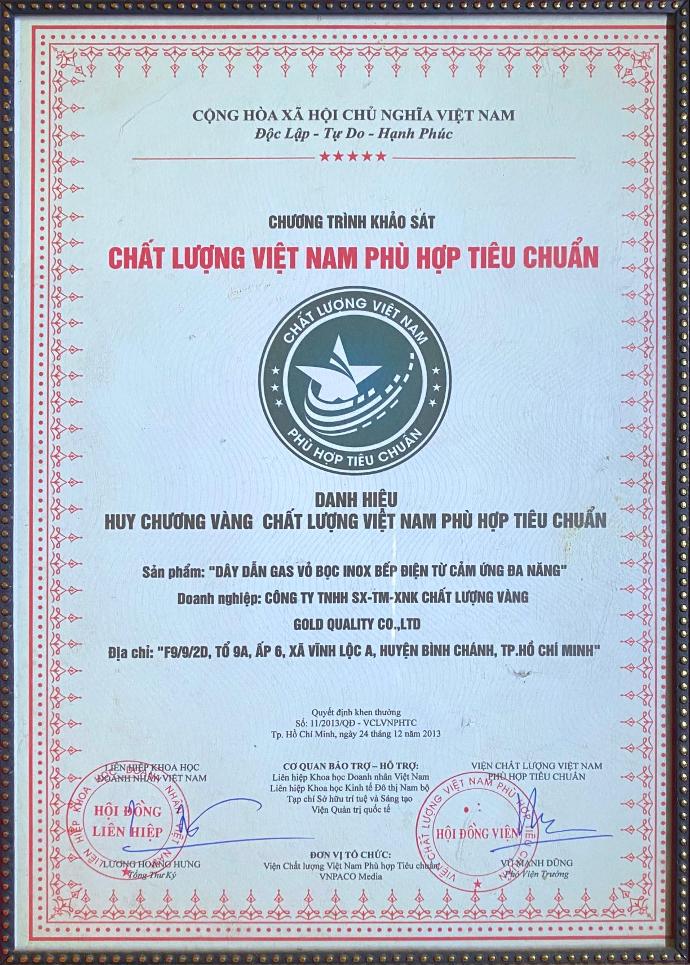 CỘNG HÒA XÃ HỘI CHỦ NGHĨA VIỆT NAM
Độc Lập - Tự Do - Hạnh Phúc
CHƯƠNG TRÌNH KHẢO SÁT
CHẤT LƯỢNG VIỆT NAM PHÙ HỢP TIÊU CHUẨN
CHẤT LƯỢNG VIỆT NAM
PHÙ HỢP TIÊU CHUẨN
DANH HIỆU
HUY CHƯƠNG VÀNG CHẤT LƯỢNG VIỆT NAM PHÙ HỢP TIÊU CHUẨN
Sản phẩm: "DÂY DẪN GAS VỎ BỌC INOX BẾP ĐIỆN TỪ CẢM ỨNG ĐA NĂNG"
Doanh nghiệp: CÔNG TY TNHH SX-TM-XNK CHẤT LƯỢNG VÀNG
GOLD QUALITY CO.,LTD
Địa chỉ: "F9/9/2D, TỔ 9A, ẤP 6, XÃ VĨNH LỘC A, HUYỆN BÌNH CHÁNH, TP.HỒ CHÍ MINH"
Quyết định khen thưởng
Số: 11/2013/QĐ - VCLVNPHTC
Tp. Hồ Chí Minh, ngày 24 tháng 12 năm 2013
LIÊN HIỆP KHOA HỌC
DOANH NHÂN VIỆT NAM
HỘI ĐỒNG
LIÊN HIỆP
LƯƠNG HOÀNG HƯNG
Tổng Thư Ký
CƠ QUAN BẢO TRỢ – HỖ TRỢ:
Liên hiệp Khoa học Doanh nhân Việt Nam
Liên hiệp Khoa học Kinh tế Đô thị Nam bộ
Tạp chí Sở hữu trí tuệ và Sáng tạo
Viện Quản trị quốc tế
ĐƠN VỊ TỔ CHỨC:
Viện Chất lượng Việt Nam Phù hợp Tiêu chuẩn
VNPACO Media
VIỆN CHẤT LƯỢNG VIỆT NAM
PHÙ HỢP TIÊU CHUẨN
HỘI ĐỒNG VIỆN
VŨ MẠNH DŨNG
Phó Viện Trưởng